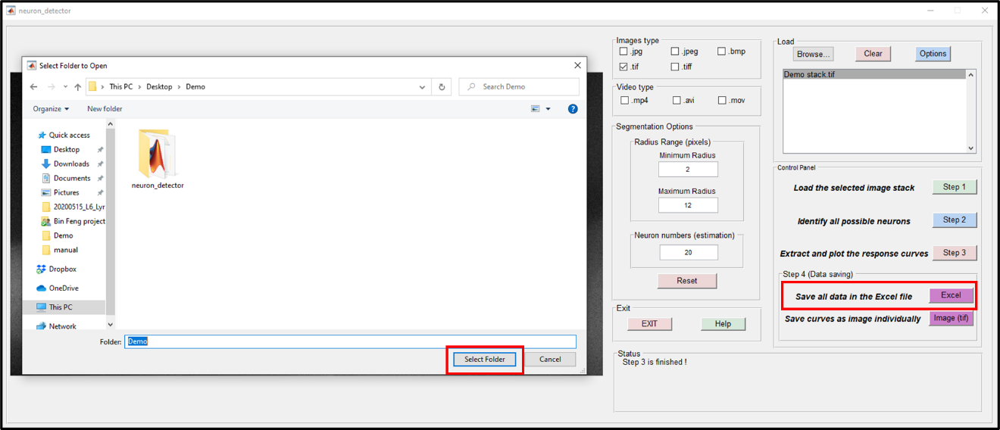 neuron_detector
Select Folder to Open
This PC > Desktop > Demo
Search Demo
Organize
New folder
?
Quick access
Desktop
Downloads
Documents
Pictures
20200515_L6_Lyr
Bin Feng project
Demo
manual
Dropbox
OneDrive
This PC
Network
neuron_detector
Folder: Demo
Select Folder
Cancel
Images type
.jpg
.jpeg
.bmp
.tif
.tiff
Video type
.mp4
.avi
.mov
Segmentation Options
Radius Range (pixels)
Minimum Radius
2
Maximum Radius
12
Neuron numbers (estimation)
20
Reset
Exit
EXIT
Help
Load
Browse...
Clear
Options
Demo stack.tif
Control Panel
Load the selected image stack
Step 1
Identify all possible neurons
Step 2
Extract and plot the response curves
Step 3
Step 4 (Data saving)
Save all data in the Excel file
Excel
Save curves as image individually
Image (tif)
Status
Step 3 is finished !